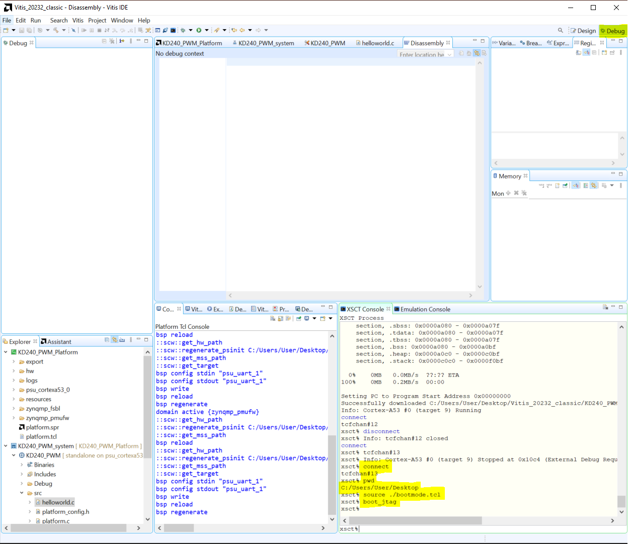 Vitis_20232_classic - Disassembly - Vitis IDE
File Edit Run Search Vitis Project Window Help
Design Debug
Debug
KD240_PWM_Platform KD240_PWM_system KD240_PWM helloworld.c Disassembly
No debug context
Enter location he
Varia... Brea... Expr... Regi...
Memory
Mon
Explorer Assistant
KD240_PWM_Platform
export
hw
logs
psu_cortexa53_0
resources
zynqmp_fsbl
zynqmp_pmufw
platform.spr
platform.tcl
KD240_PWM_system [ KD240_PWM_Platform ]
KD240_PWM [ standalone on psu_cortexa53
Binaries
Includes
Debug
src
helloworld.c
platform_config.h
platform.c
Co... Vit... Ex... De... Vit... Pr... De...
Platform Tcl Console
bsp reload
::scw::get_hw_path
::scw::regenerate_psinit C:/Users/User/Desktop/
::scw::get_mss_path
::scw::get_target
bsp config stdin "psu_uart_1"
bsp config stdout "psu_uart_1"
bsp write
bsp reload
bsp regenerate
domain active {zynqmp_pmufw}
::scw::get_hw_path
::scw::regenerate_psinit C:/Users/User/Desktop/
::scw::get_mss_path
::scw::get_target
bsp config stdin "psu_uart_1"
bsp config stdout "psu_uart_1"
bsp write
bsp reload
bsp regenerate
XSCT Console Emulation Console
XSCT Process
section, .sbss: 0x0000a080 - 0x0000a07f
section, .tdata: 0x0000a080 - 0x0000a07f
section, .tbss: 0x0000a080 - 0x0000a07f
section, .bss: 0x0000a080 - 0x0000a0bf
section, .heap: 0x0000a0c0 - 0x0000c0bf
section, .stack: 0x0000c0c0 - 0x0000f0bf
0% 0MB 0.0MB/s ??:?? ETA
100% 0MB 0.2MB/s 00:00
Setting PC to Program Start Address 0x00000000
Successfully downloaded C:/Users/User/Desktop/Vitis_20232_classic/KD240_PWM
Info: Cortex-A53 #0 (target 9) Running
connect
tcfchan#12
xsct% disconnect
xsct% Info: tcfchan#12 closed
connect
xsct% tcfchan#13
xsct% Info: Cortex-A53 #0 (target 9) Stopped at 0x10c4 (External Debug Requ
xsct% connect
tcfchan#13
xsct% pwd
C:/Users/User/Desktop
xsct% source ./bootmode.tcl
xsct% boot_jtag
xsct%
xsct%